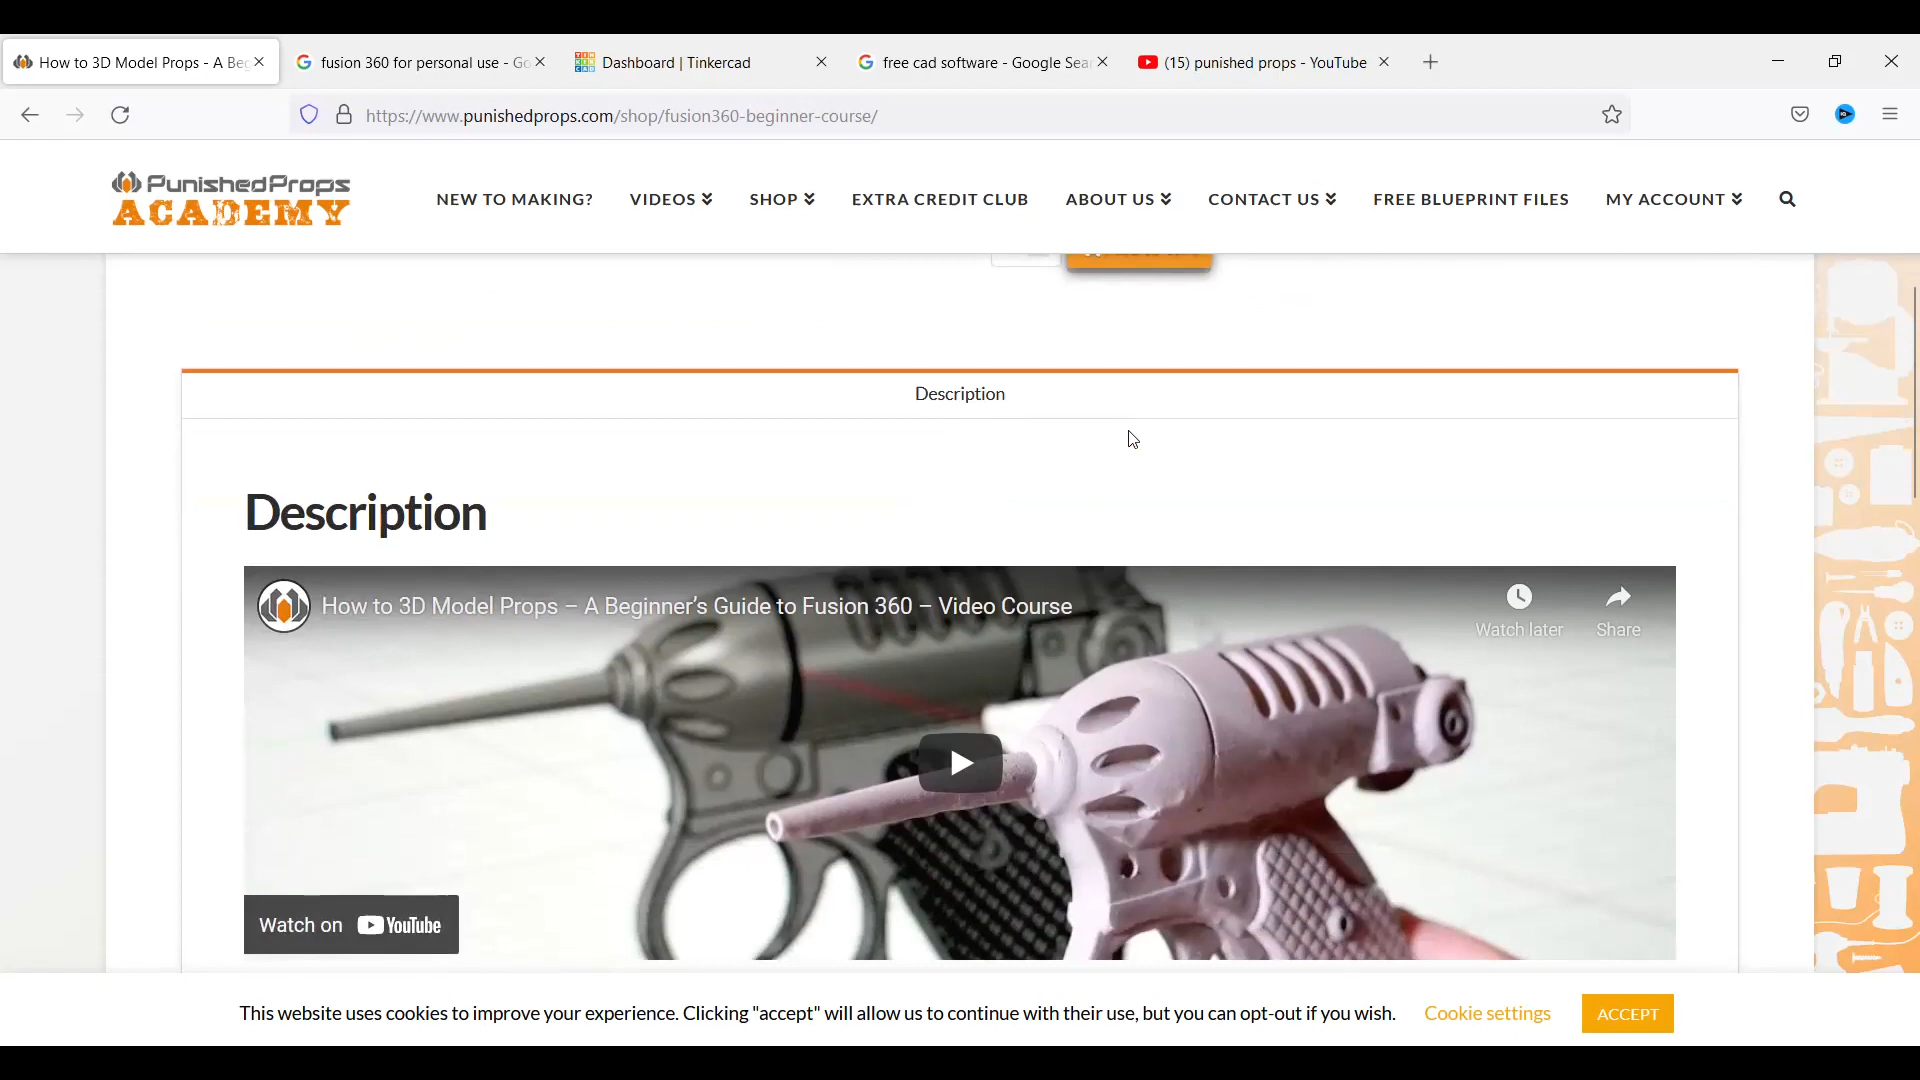 How to 3D Model Props - A Be
fusion 360 for personal use - Go
Dashboard | Tinkercad
free cad software - Google Sea
(15) punished props - YouTube
https://www.punishedprops.com/shop/fusion360-beginner-course/
PunishedProps
ACADEMY
NEW TO MAKING?
VIDEOS
SHOP
EXTRA CREDIT CLUB
ABOUT US
CONTACT US
FREE BLUEPRINT FILES
MY ACCOUNT
Description
Description
How to 3D Model Props – A Beginner's Guide to Fusion 360 – Video Course
Watch later
Share
Watch on YouTube
This website uses cookies to improve your experience. Clicking "accept" will allow us to continue with their use, but you can opt-out if you wish.
Cookie settings
ACCEPT